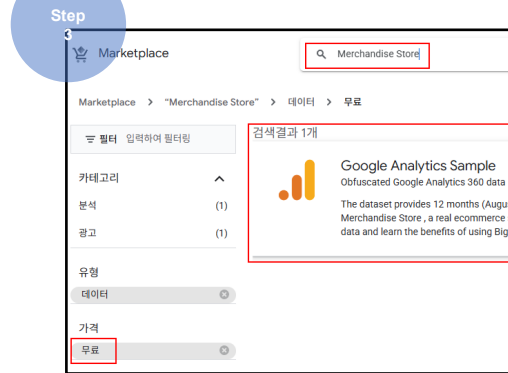 Step
3
Marketplace
Merchandise Store
Marketplace > "Merchandise Store" > 데이터 > 무료
필터 입력하여 필터링
검색결과 1개
카테고리
분석 (1)
광고 (1)
유형
데이터
가격
무료
Google Analytics Sample
Obfuscated Google Analytics 360 data
The dataset provides 12 months (Augu
Merchandise Store , a real ecommerce
data and learn the benefits of using Big